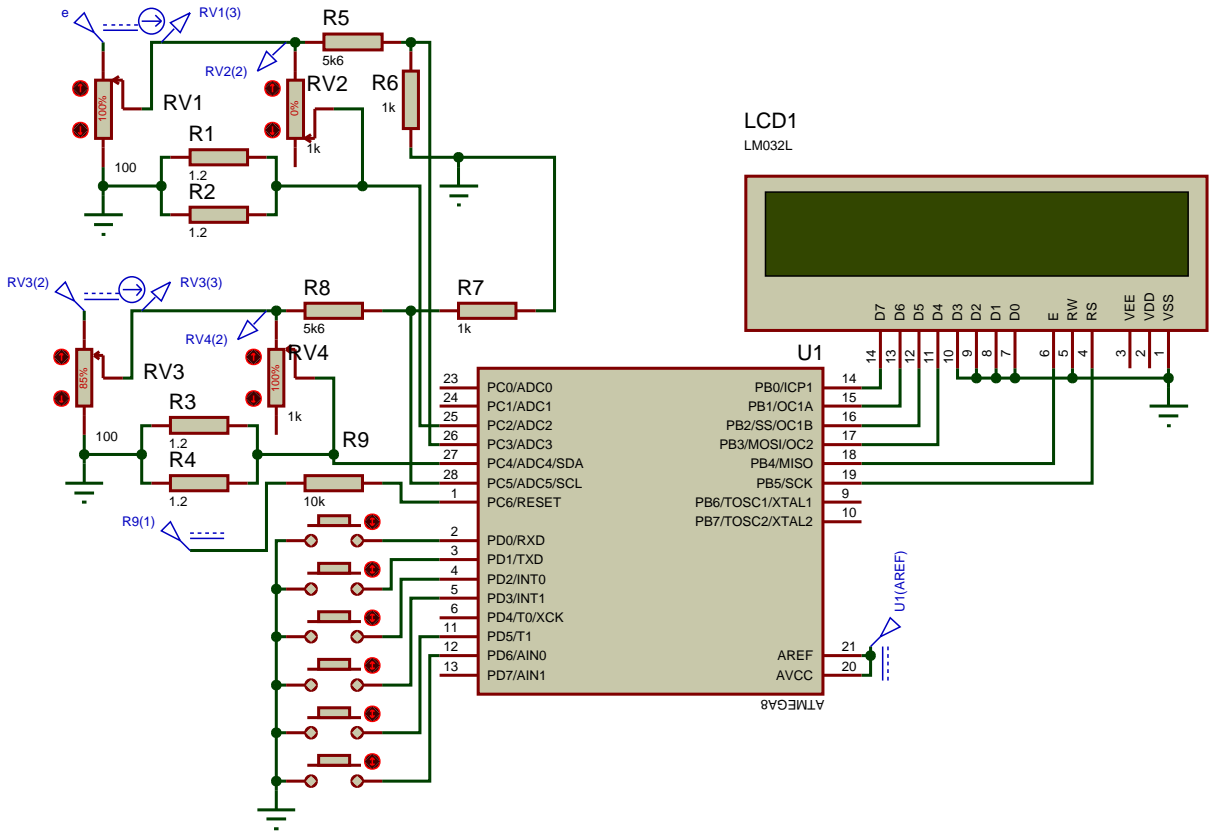 e
RV1(3)
R5
5k6
RV2(2)
RV2
0%
1k
R6
1k
RV1
100%
100
R1
1.2
R2
1.2
LCD1
LM032L
D7
D6
D5
D4
D3
D2
D1
D0
E
RW
RS
VEE
VDD
VSS
14
13
12
11
10
9
8
7
6
5
4
3
2
1
RV3(2)
RV3(3)
R8
5k6
R7
1k
RV4(2)
RV4
100%
1k
RV3
85%
100
R3
1.2
R4
1.2
R9
10k
R9(1)
U1
23 PC0/ADC0
24 PC1/ADC1
25 PC2/ADC2
26 PC3/ADC3
27 PC4/ADC4/SDA
28 PC5/ADC5/SCL
1 PC6/RESET
2 PD0/RXD
3 PD1/TXD
4 PD2/INT0
5 PD3/INT1
6 PD4/T0/XCK
11 PD5/T1
12 PD6/AIN0
13 PD7/AIN1
PB0/ICP1 14
PB1/OC1A 15
PB2/SS/OC1B 16
PB3/MOSI/OC2 17
PB4/MISO 18
PB5/SCK 19
PB6/TOSC1/XTAL1 9
PB7/TOSC2/XTAL2 10
AREF 21
AVCC 20
U1(AREF)
ATMEGA8